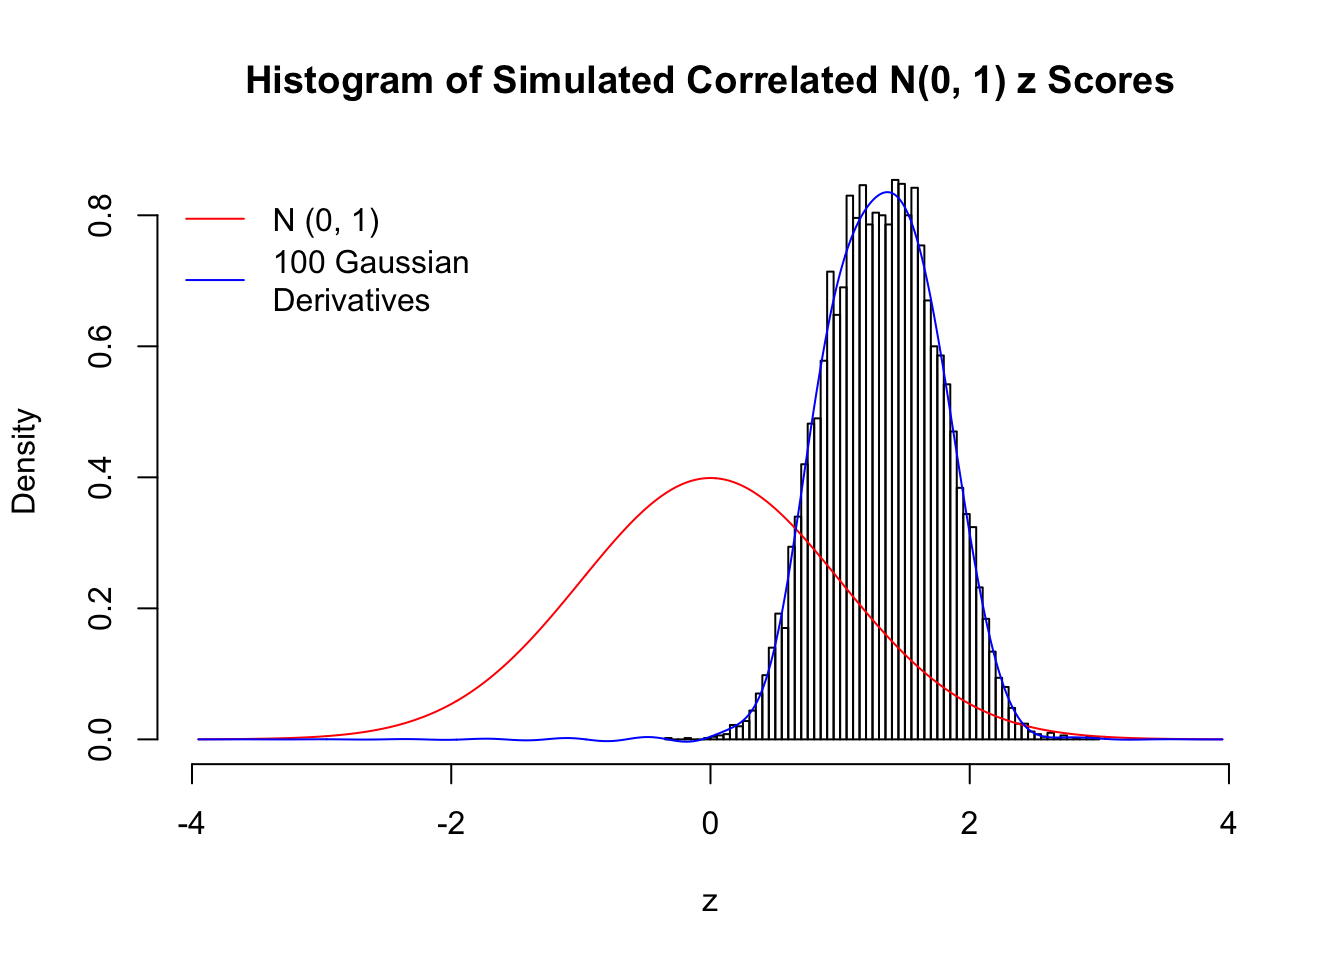 Histogram of Simulated Correlated N(0, 1) z Scores
N (0, 1)
100 Gaussian
Derivatives
Density
0.0
0.2
0.4
0.6
0.8
-4
-2
0
2
4
z